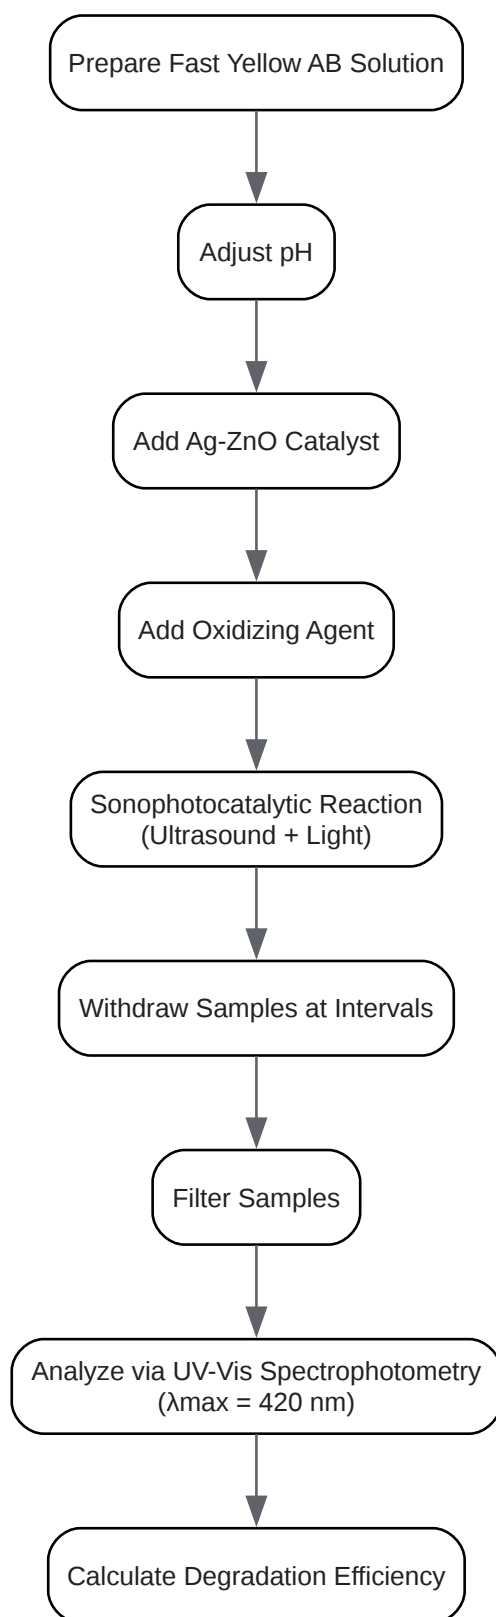 Prepare Fast Yellow AB Solution
Adjust pH
Add Ag-ZnO Catalyst
Add Oxidizing Agent
Sonophotocatalytic Reaction
(Ultrasound + Light)
Withdraw Samples at Intervals
Filter Samples
Analyze via UV-Vis Spectrophotometry
(λmax = 420 nm)
Calculate Degradation Efficiency